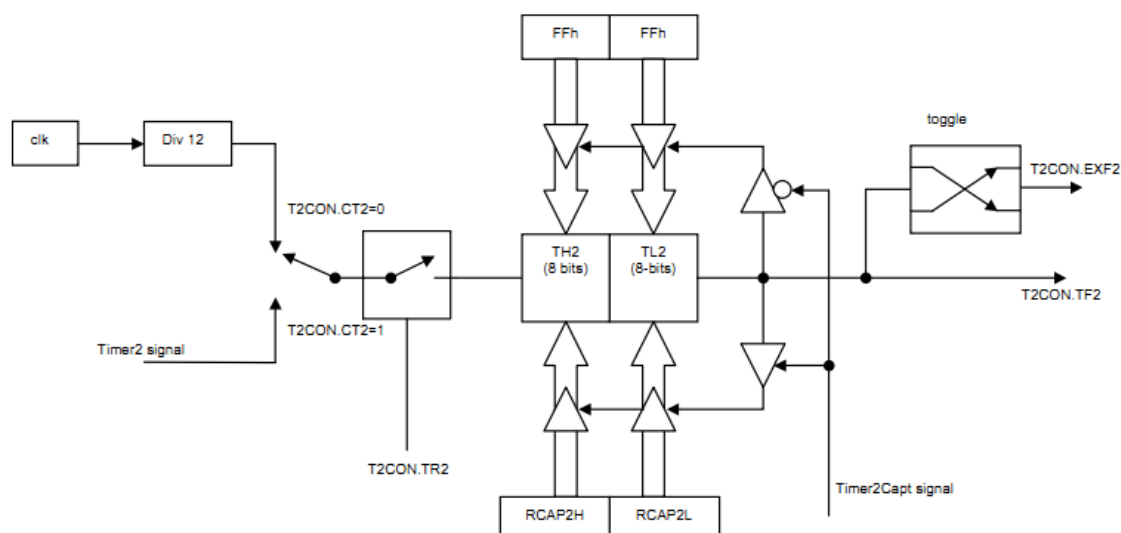 FFh
FFh
toggle
clk
Div 12
T2CON.EXF2
T2CON.CT2=0
TH2
(8 bits)
TL2
(8-bits)
T2CON.TF2
T2CON.CT2=1
Timer2 signal
T2CON.TR2
Timer2Capt signal
RCAP2H
RCAP2L